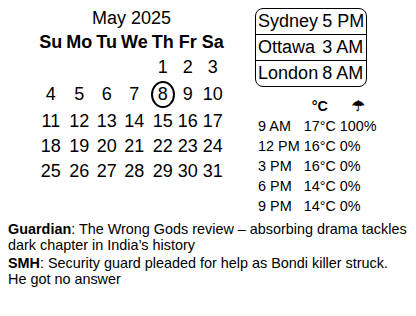 May 2025
Su Mo Tu We Th Fr Sa
1 2 3
4 5 6 7 8 9 10
11 12 13 14 15 16 17
18 19 20 21 22 23 24
25 26 27 28 29 30 31
Sydney 5 PM
Ottawa 3 AM
London 8 AM
°C ☂
9 AM 17°C 100%
12 PM 16°C 0%
3 PM 16°C 0%
6 PM 14°C 0%
9 PM 14°C 0%
Guardian: The Wrong Gods review – absorbing drama tackles
dark chapter in India’s history
SMH: Security guard pleaded for help as Bondi killer struck.
He got no answer